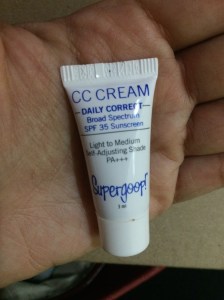 CC CREAM
DAILY CORRECT
Broad Spectrum
SPF 35 Sunscreen
Light to Medium
Self-Adjusting Shade
PA+++
Supergoop!